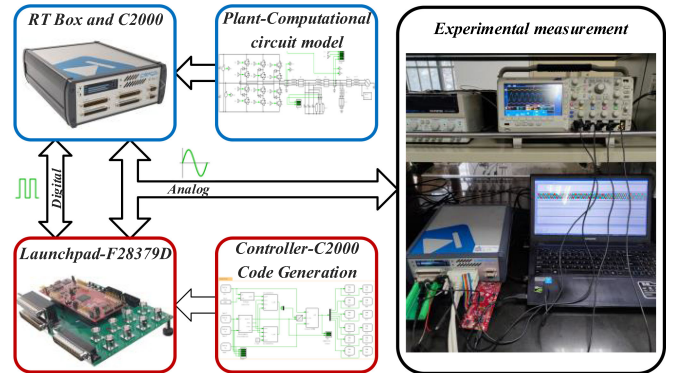 RT Box and C2000
Plant-Computational
circuit model
Experimental measurement
Digital
Analog
Launchpad-F28379D
Controller-C2000
Code Generation